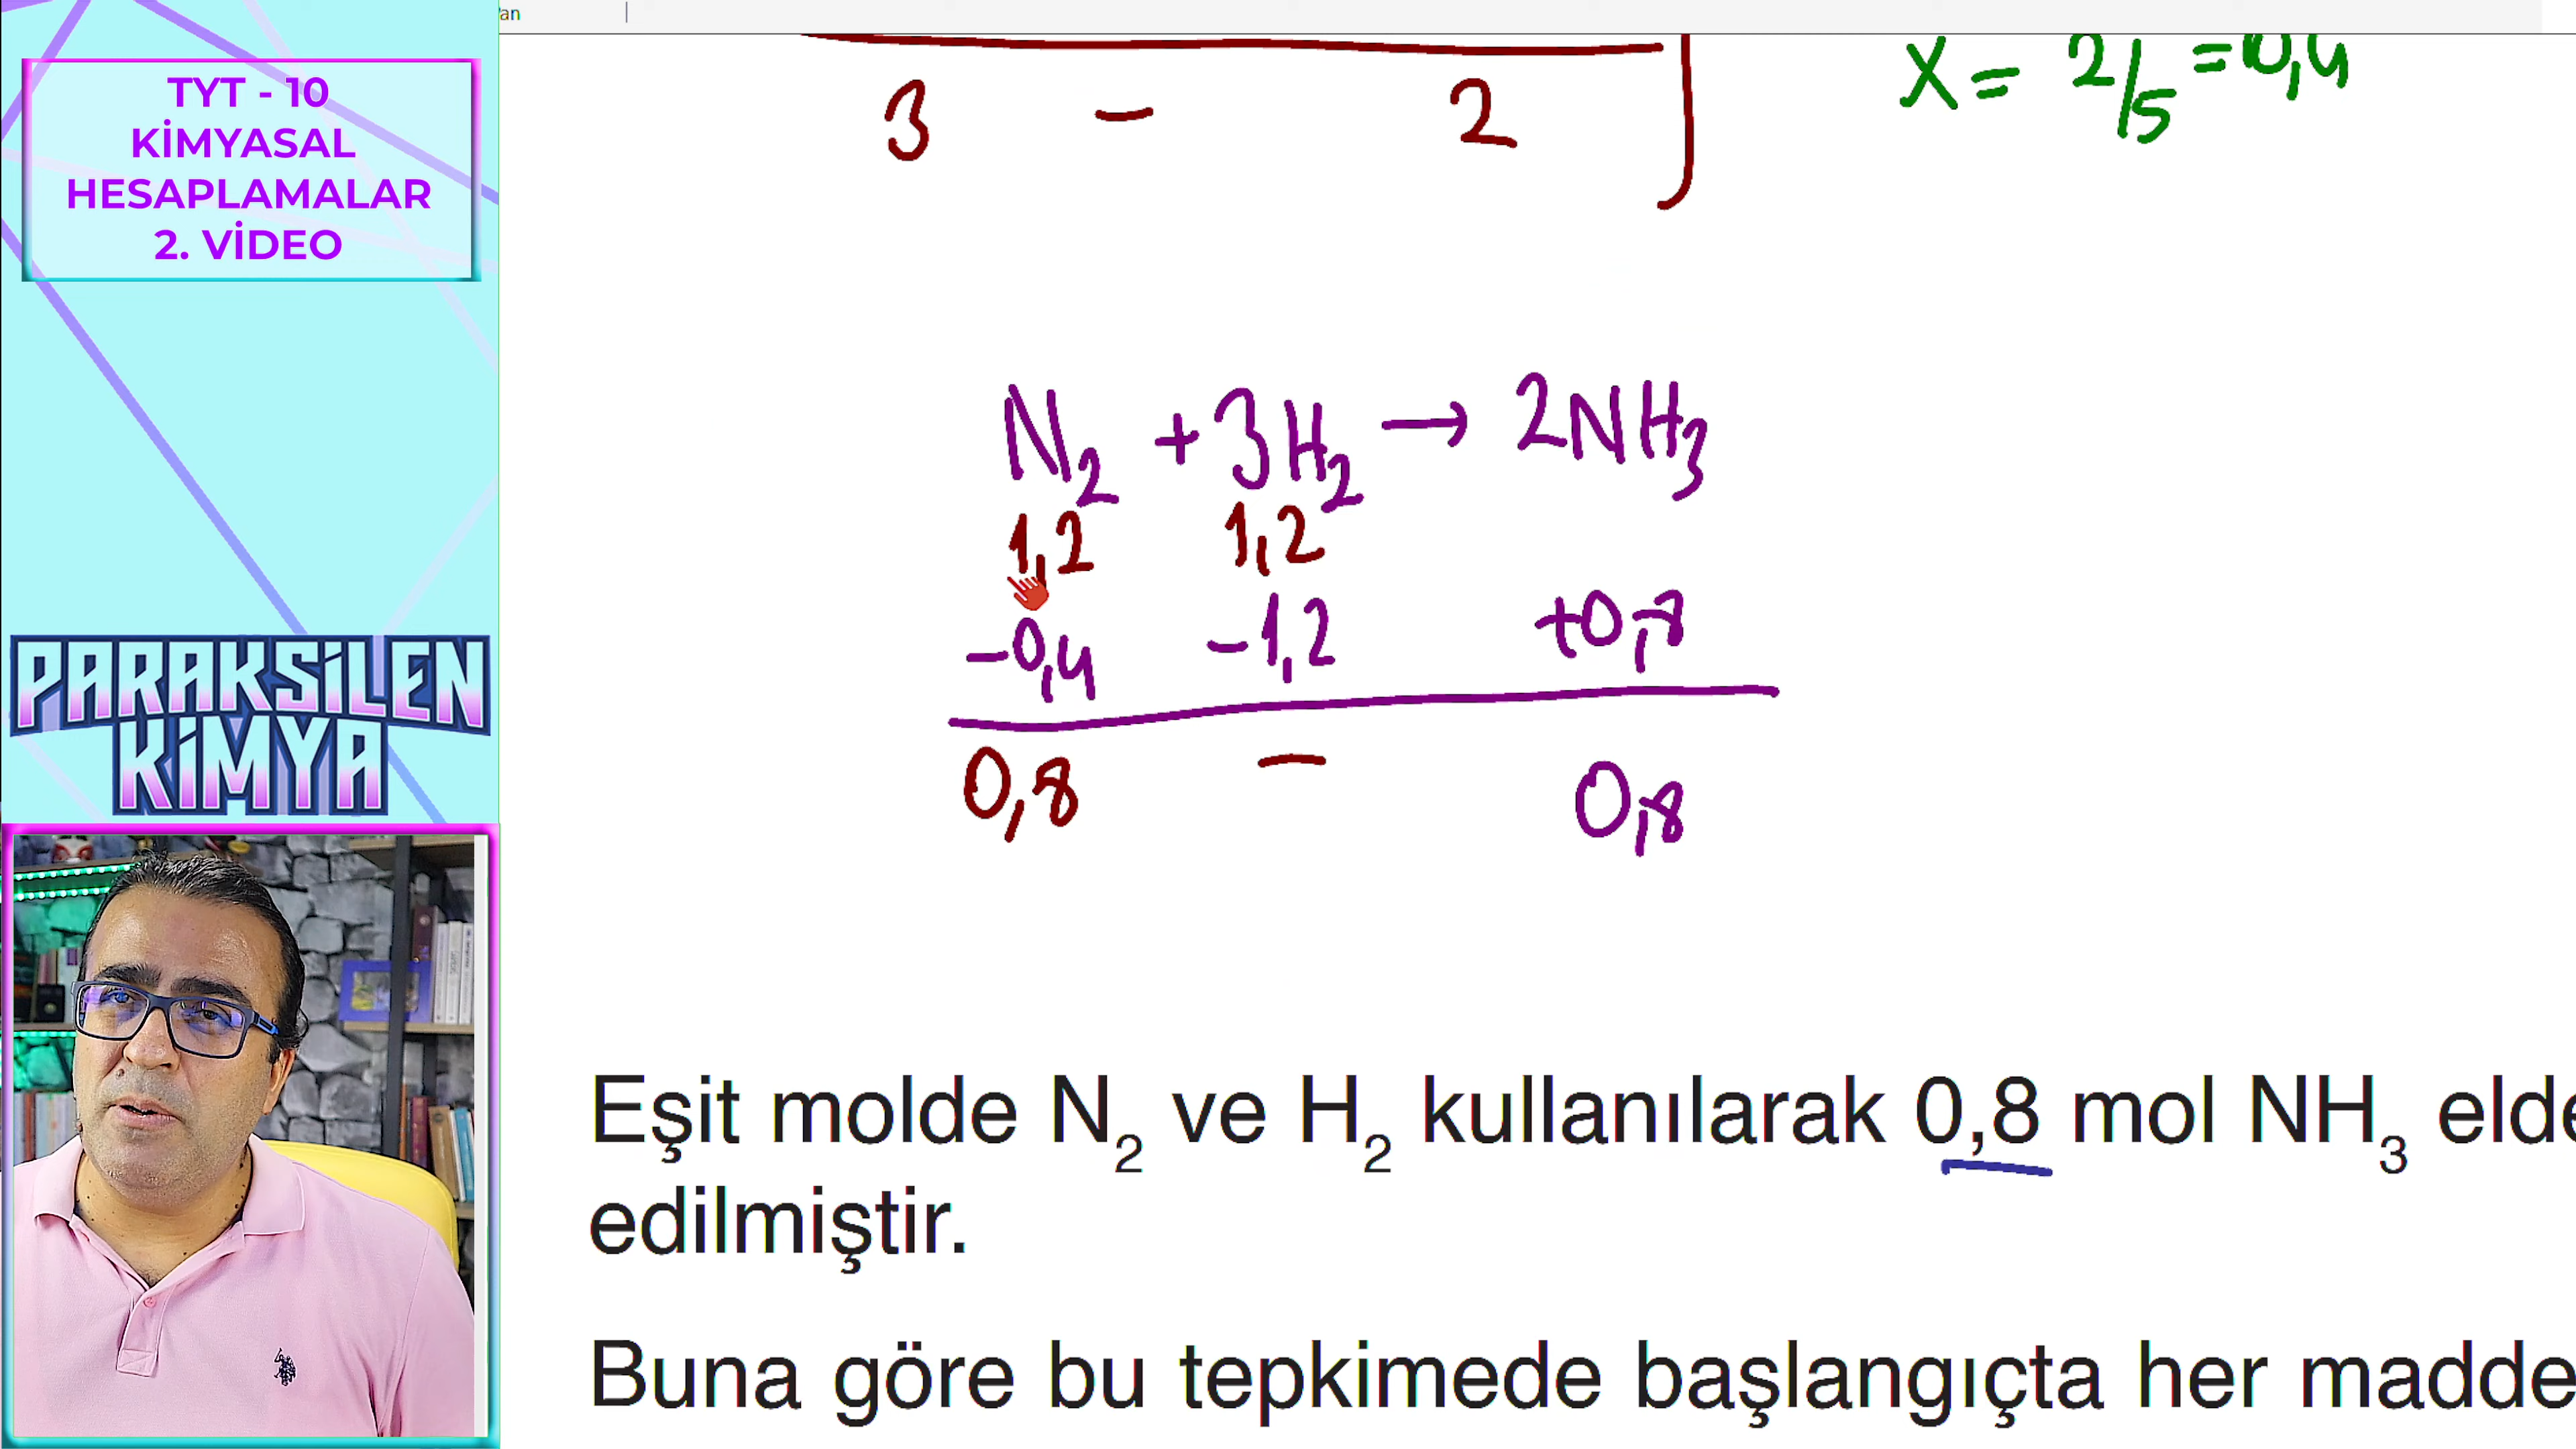 TYT - 10
KİMYASAL
HESAPLAMALAR
2. VİDEO
PARAKSİLEN
KİMYA
3 - 2
X = 2/5 = 0,4
N₂ + 3H₂ → 2NH₃
1,2 1,2
-0,4 -1,2 +0,8
0,8 - 0,8
Eşit molde N₂ ve H₂ kullanılarak 0,8 mol NH₃ elde
edilmiştir.
Buna göre bu tepkimede başlangıçta her madde